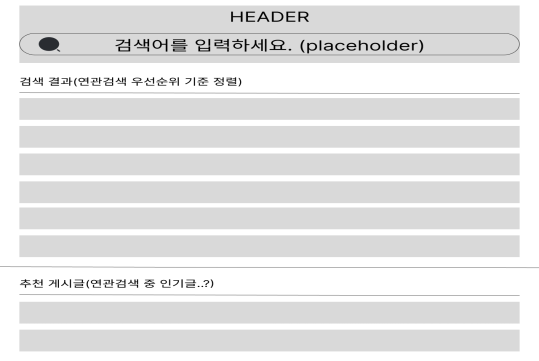 HEADER
검색어를 입력하세요. (placeholder)
검색 결과(연관검색 우선순위 기준 정렬)
추천 게시글(연관검색 중 인기글..?)